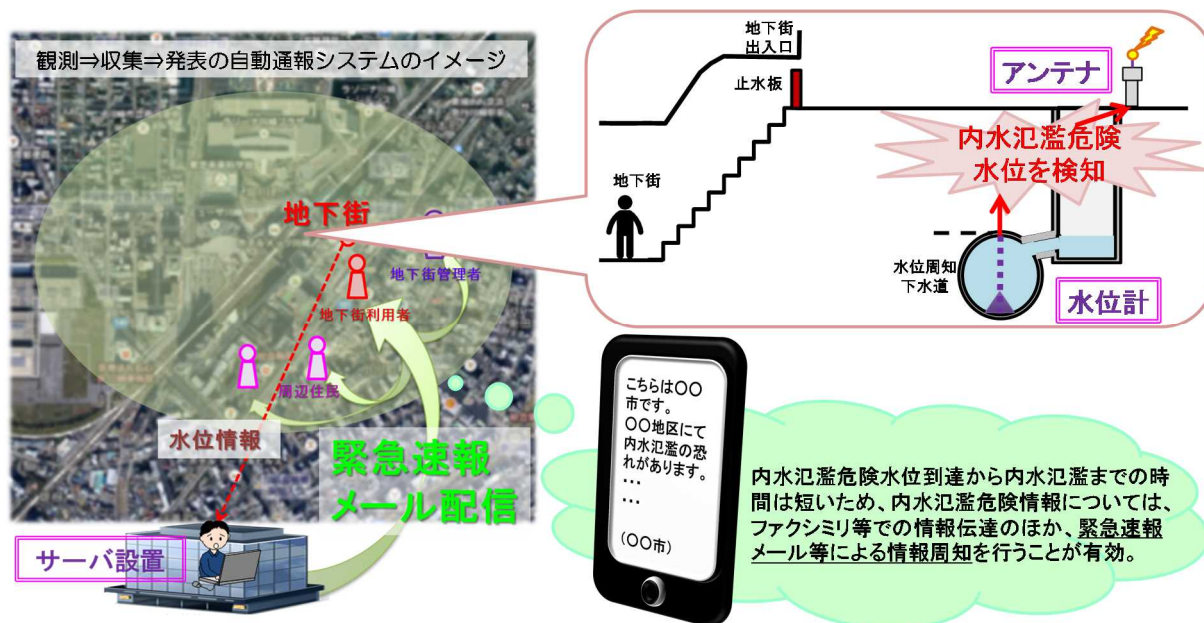 観測⇒収集⇒発表の自動通報システムのイメージ
地下街
地下街管理者
地下街利用者
周辺住民
水位情報
緊急速報
メール配信
サーバ設置
地下街
出入口
止水板
アンテナ
内水氾濫危険
水位を検知
地下街
水位周知
下水道
水位計
こちらは〇〇
市です。
〇〇地区にて
内水氾濫の恐
れがあります。
…
…
(〇〇市)
内水氾濫危険水位到達から内水氾濫までの時
間は短いため、内水氾濫危険情報については、
ファクシミリ等での情報伝達のほか、緊急速報
メール等による情報周知を行うことが有効。